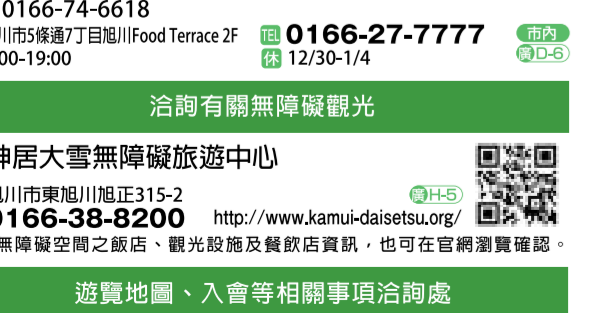 0166-74-6618
川市5條通7丁目旭川Food Terrace 2F TEL 0166-27-7777 市內
00-19:00 休 12/30-1/4 廣D-6
洽詢有關無障礙觀光
神居大雪無障礙旅遊中心
旭川市東旭川旭正315-2 廣H-5
0166-38-8200 http://www.kamui-daisetsu.org/
無障礙空間之飯店、觀光設施及餐飲店資訊，也可在官網瀏覽確認。
遊覽地圖、入會等相關事項洽詢處